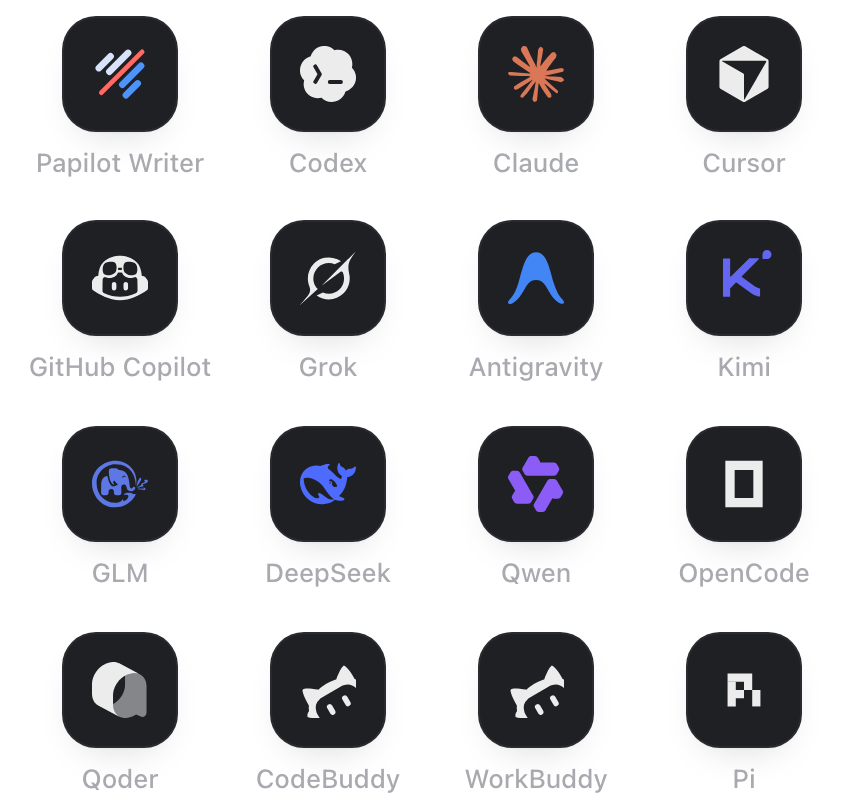 Papilot Writer
Codex
Claude
Cursor
GitHub Copilot
Grok
Antigravity
Kimi
GLM
DeepSeek
Qwen
OpenCode
Qoder
CodeBuddy
WorkBuddy
Pi